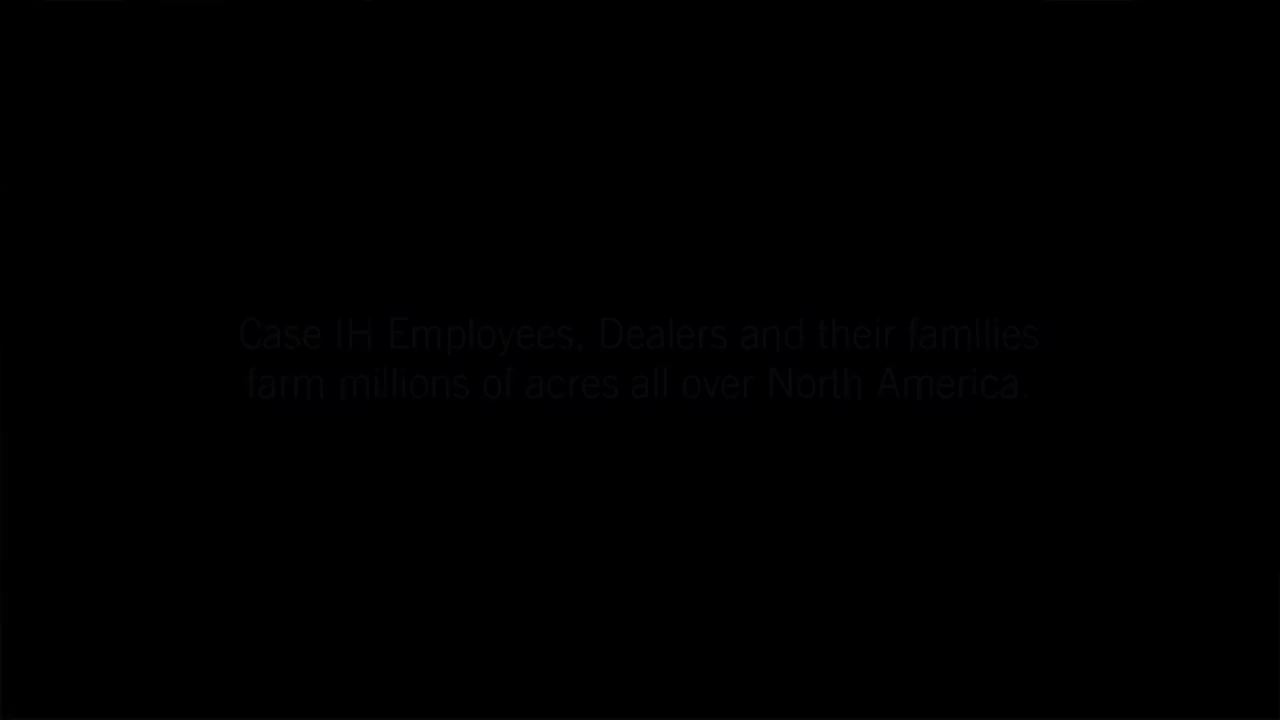 Case IH Employees, Dealers and their families
farm millions of acres all over North America.